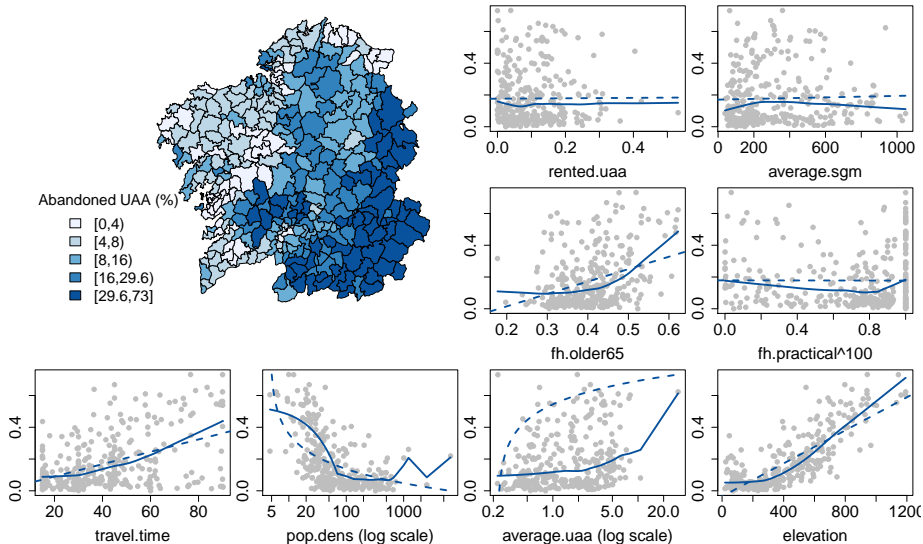 Abandoned UAA (%)
[0,4)
[4,8)
[8,16)
[16,29.6)
[29.6,73]
0.0 0.4
0.0 0.2 0.4
rented.uaa
0.0 0.4
200 600 1000
average.sgm
0.0 0.4
0.2 0.3 0.4 0.5 0.6
fh.older65
0.0 0.4
0.0 0.4 0.8
fh.practical^100
0.0 0.4
20 40 60 80
travel.time
0.0 0.4
5 20 100 1000
pop.dens (log scale)
0.0 0.4
0.2 1.0 5.0 20.0
average.uaa (log scale)
0.0 0.4
0 400 800 1200
elevation